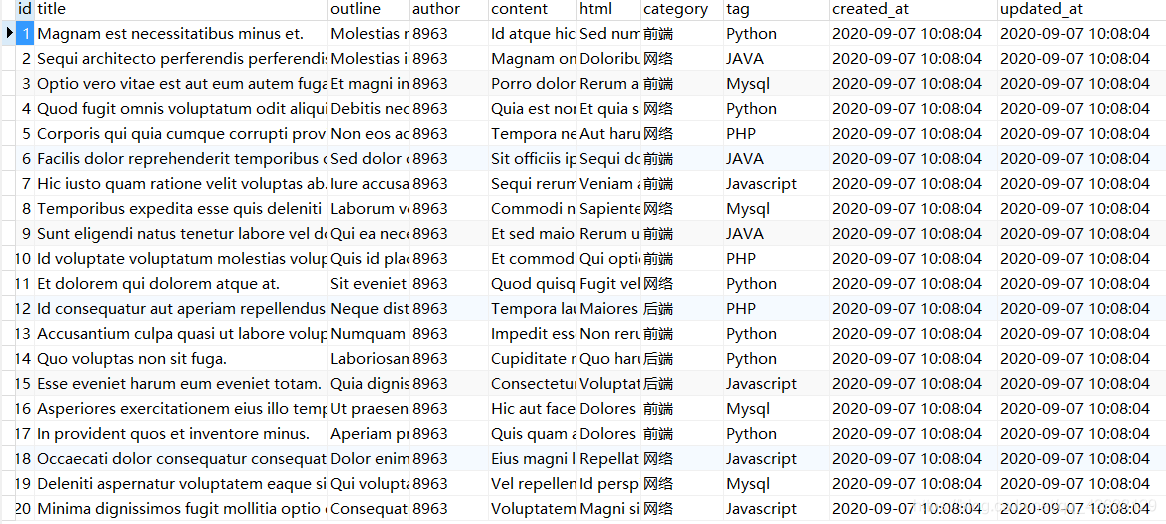 id title outline author content html category tag created_at updated_at
1 Magnam est necessitatibus minus et. Molestias r 8963 Id atque hic Sed num 前端 Python 2020-09-07 10:08:04 2020-09-07 10:08:04
2 Sequi architecto perferendis perferendis Molestias i 8963 Magnam om Doloribu 网络 JAVA 2020-09-07 10:08:04 2020-09-07 10:08:04
3 Optio vero vitae est aut eum autem fuga Et magni in 8963 Porro dolor Rerum a 前端 Mysql 2020-09-07 10:08:04 2020-09-07 10:08:04
4 Quod fugit omnis voluptatum odit aliqui Debitis nec 8963 Quia est non Et quia s 网络 Python 2020-09-07 10:08:04 2020-09-07 10:08:04
5 Corporis qui quia cumque corrupti prov Non eos ac 8963 Tempora ne Aut haru 网络 PHP 2020-09-07 10:08:04 2020-09-07 10:08:04
6 Facilis dolor reprehenderit temporibus Sed dolor 8963 Sit officiis ip Sequi do 前端 JAVA 2020-09-07 10:08:04 2020-09-07 10:08:04
7 Hic iusto quam ratione velit voluptas ab. Iure accusa 8963 Sequi rerum Veniam a 前端 Javascript 2020-09-07 10:08:04 2020-09-07 10:08:04
8 Temporibus expedita esse quis deleniti Laborum v 8963 Commodi n Sapiente 网络 Mysql 2020-09-07 10:08:04 2020-09-07 10:08:04
9 Sunt eligendi natus tenetur labore vel do Qui ea nece 8963 Et sed maio Rerum u 前端 JAVA 2020-09-07 10:08:04 2020-09-07 10:08:04
10 Id voluptate voluptatum molestias volup Quis id plac 8963 Et commod Qui opti 前端 PHP 2020-09-07 10:08:04 2020-09-07 10:08:04
11 Et dolorem qui dolorem atque at. Sit eveniet 8963 Quod quisq Fugit vel 网络 Python 2020-09-07 10:08:04 2020-09-07 10:08:04
12 Id consequatur aut aperiam repellendus Neque dist 8963 Tempora lau Maiores 后端 PHP 2020-09-07 10:08:04 2020-09-07 10:08:04
13 Accusantium culpa quasi ut labore volup Numquam 8963 Impedit ess Non reru 前端 Python 2020-09-07 10:08:04 2020-09-07 10:08:04
14 Quo voluptas non sit fuga. Laboriosan 8963 Cupiditate r Quo haru 后端 Python 2020-09-07 10:08:04 2020-09-07 10:08:04
15 Esse eveniet harum eum eveniet totam. Quia dignis 8963 Consectetu Voluptat 后端 Javascript 2020-09-07 10:08:04 2020-09-07 10:08:04
16 Asperiores exercitationem eius illo temp Ut praesen 8963 Hic aut face Dolores 前端 Mysql 2020-09-07 10:08:04 2020-09-07 10:08:04
17 In provident quos et inventore minus. Aperiam pr 8963 Quis quam a Dolores 前端 Python 2020-09-07 10:08:04 2020-09-07 10:08:04
18 Occaecati dolor consequatur consequat Dolor enim 8963 Eius magni l Repellat 网络 Javascript 2020-09-07 10:08:04 2020-09-07 10:08:04
19 Deleniti aspernatur voluptatem eaque si Qui volupta 8963 Vel repellen Id persp 网络 Mysql 2020-09-07 10:08:04 2020-09-07 10:08:04
20 Minima dignissimos fugit mollitia optio Consequat 8963 Voluptatem Magni si 网络 Javascript 2020-09-07 10:08:04 2020-09-07 10:08:04